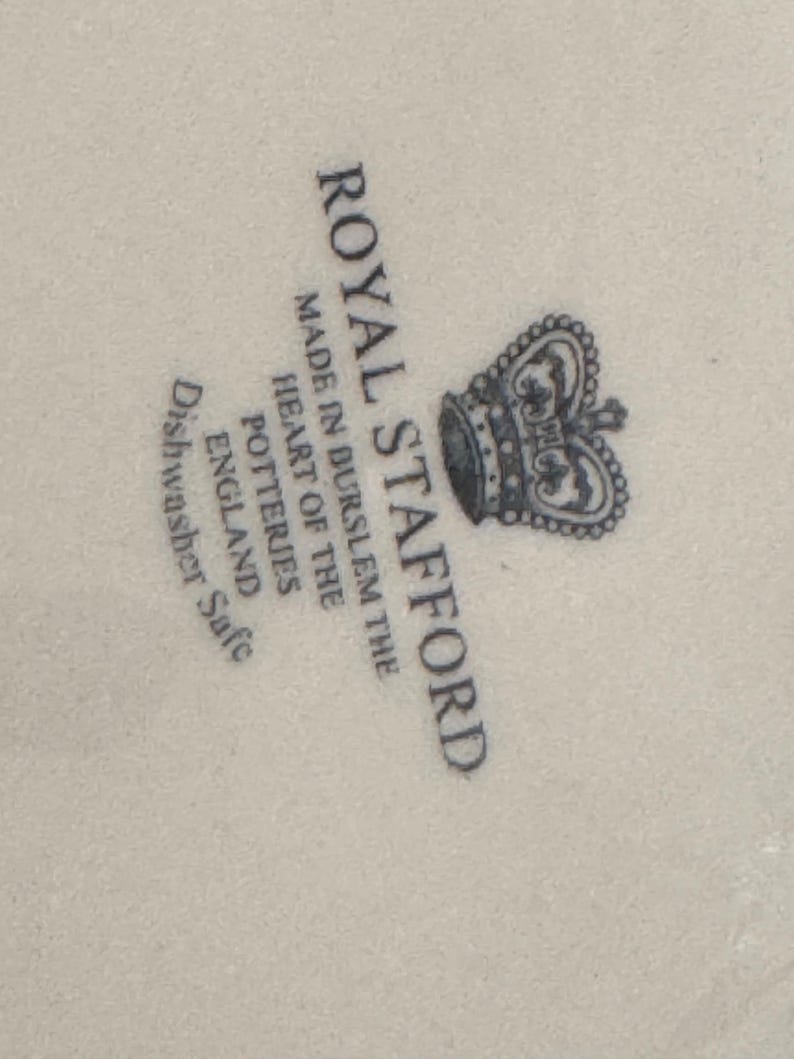 ROYAL STAFFORD
MADE IN BURSLEM THE
HEART OF THE
POTTERIES
ENGLAND
Dishwasher Safe